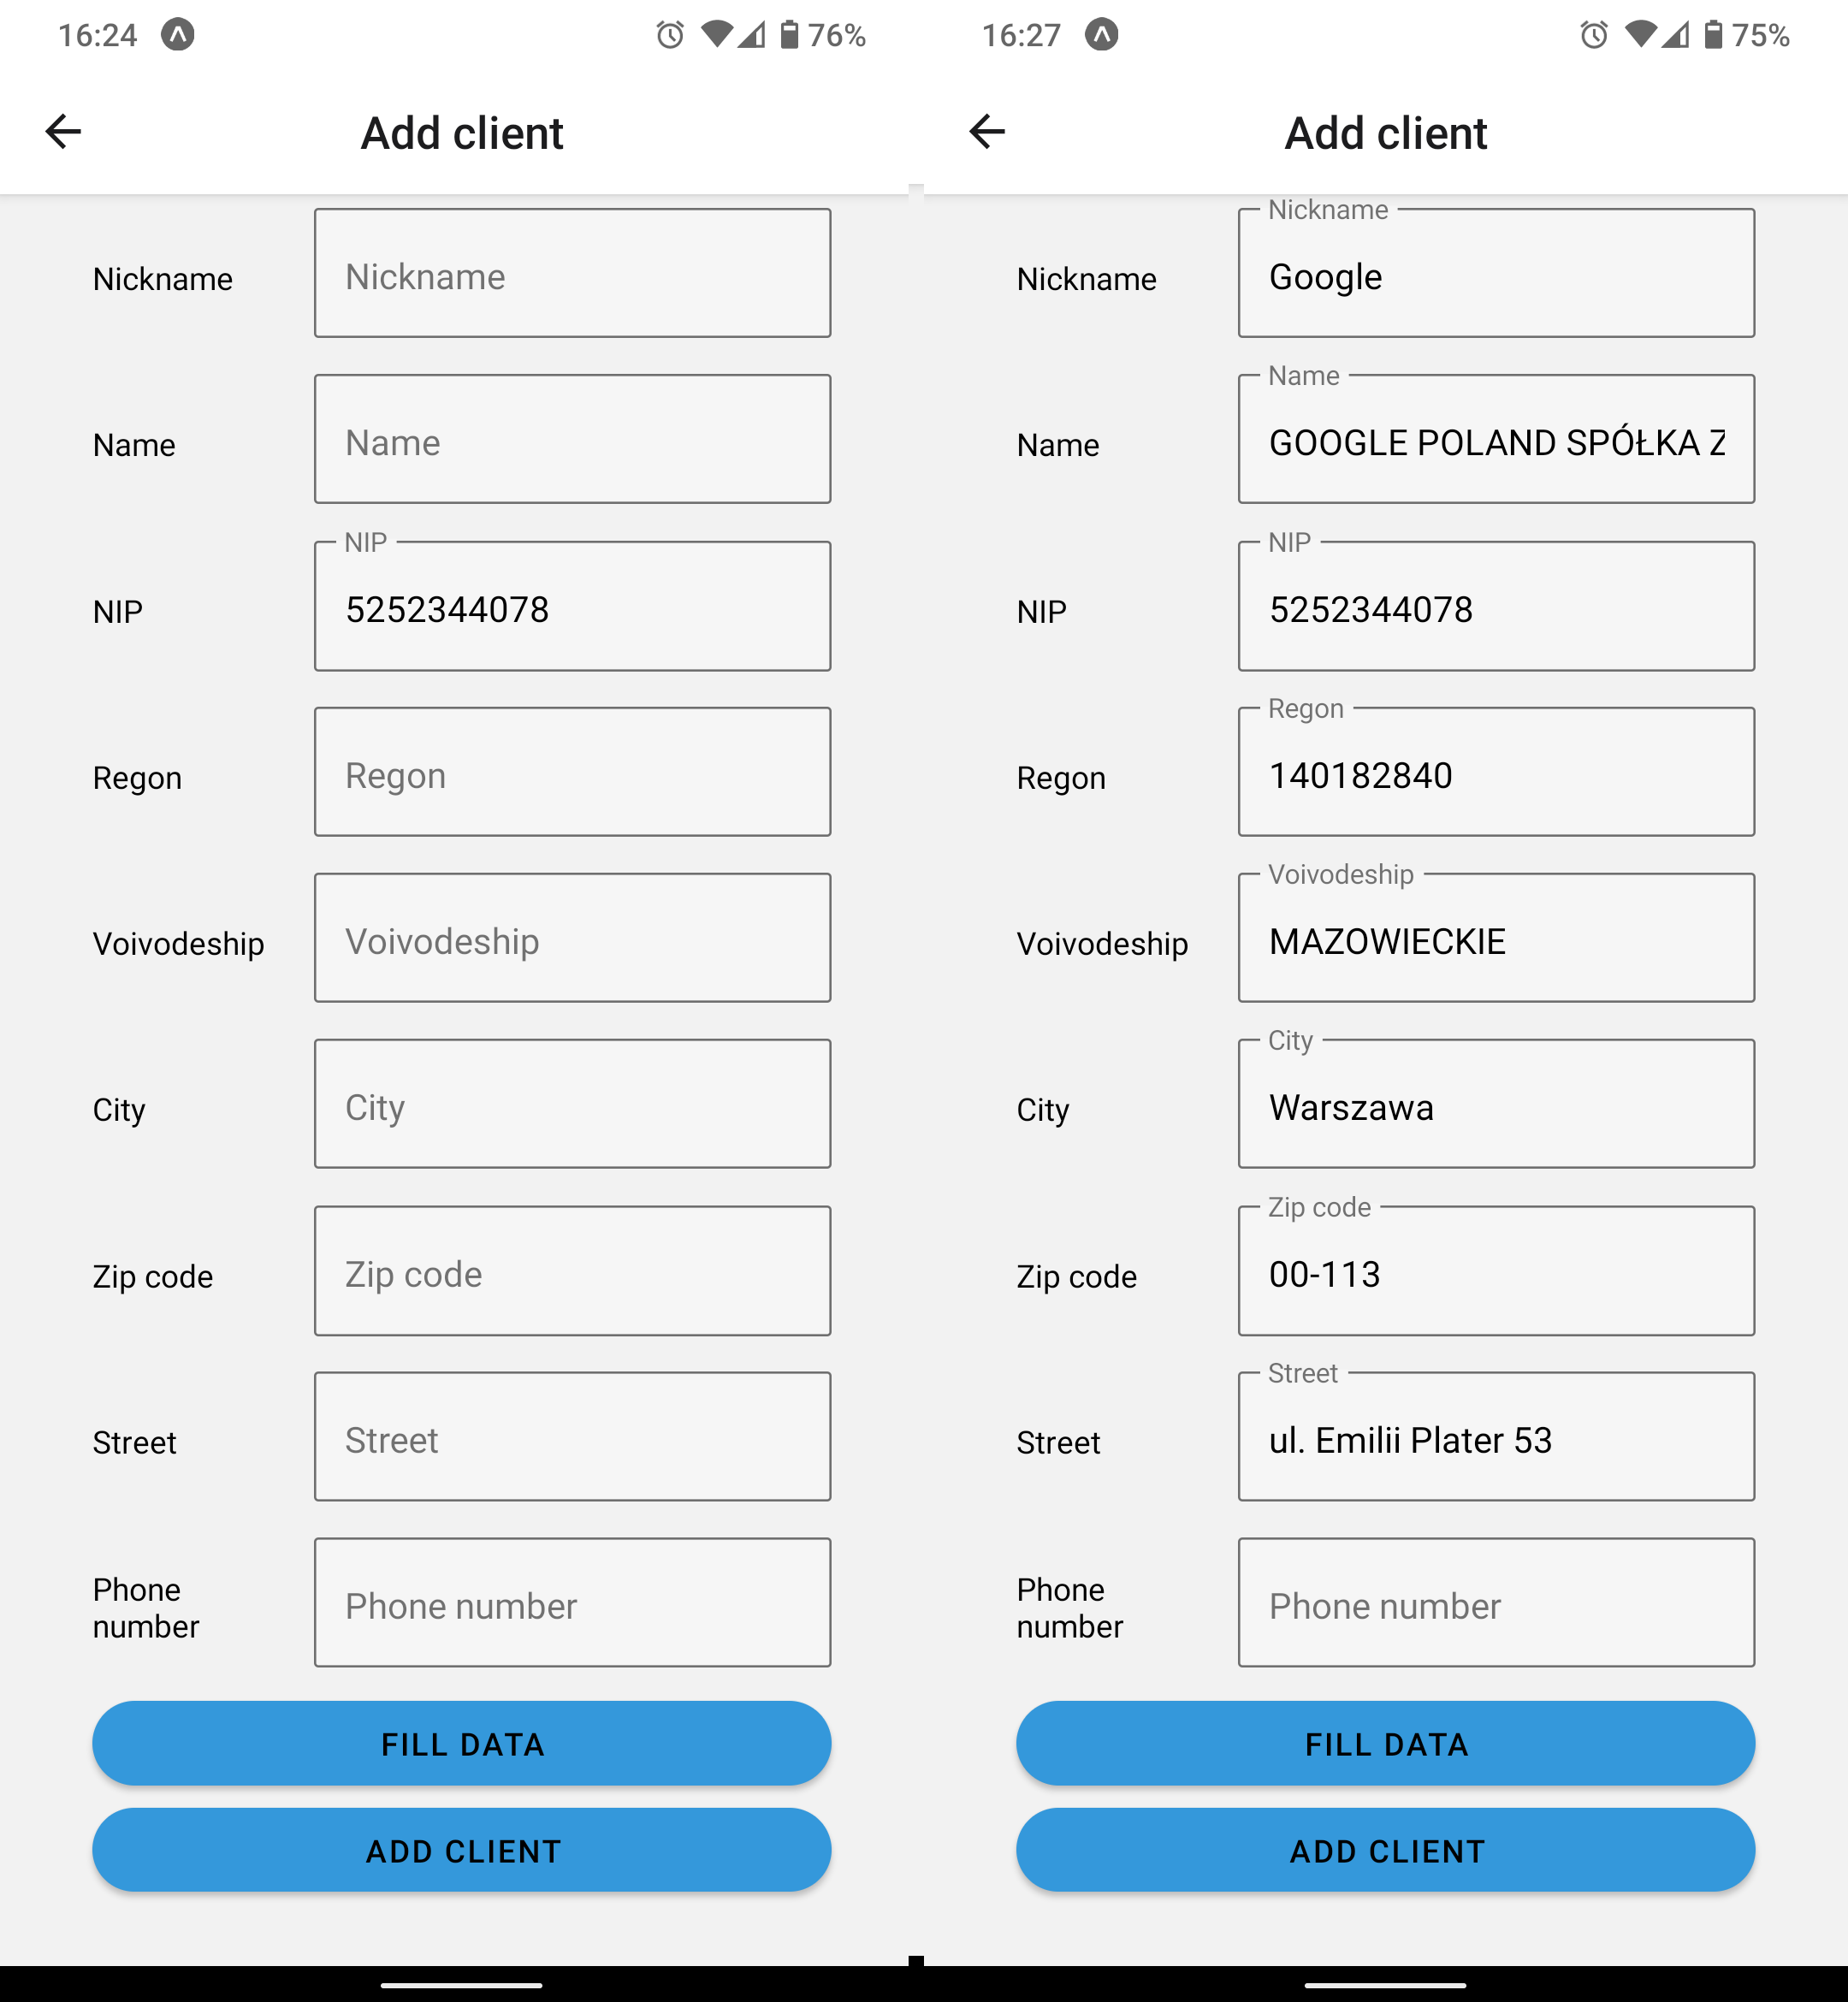 16:24
76%
Add client
Nickname
Nickname
Name
Name
NIP
NIP
5252344078
Regon
Regon
Voivodeship
Voivodeship
City
City
Zip code
Zip code
Street
Street
Phone
number
Phone number
FILL DATA
ADD CLIENT
16:27
75%
Add client
Nickname
Nickname
Google
Name
Name
GOOGLE POLAND SPÓŁKA Z
NIP
NIP
5252344078
Regon
Regon
140182840
Voivodeship
Voivodeship
MAZOWIECKIE
City
City
Warszawa
Zip code
Zip code
00-113
Street
Street
ul. Emilii Plater 53
Phone
number
Phone number
FILL DATA
ADD CLIENT